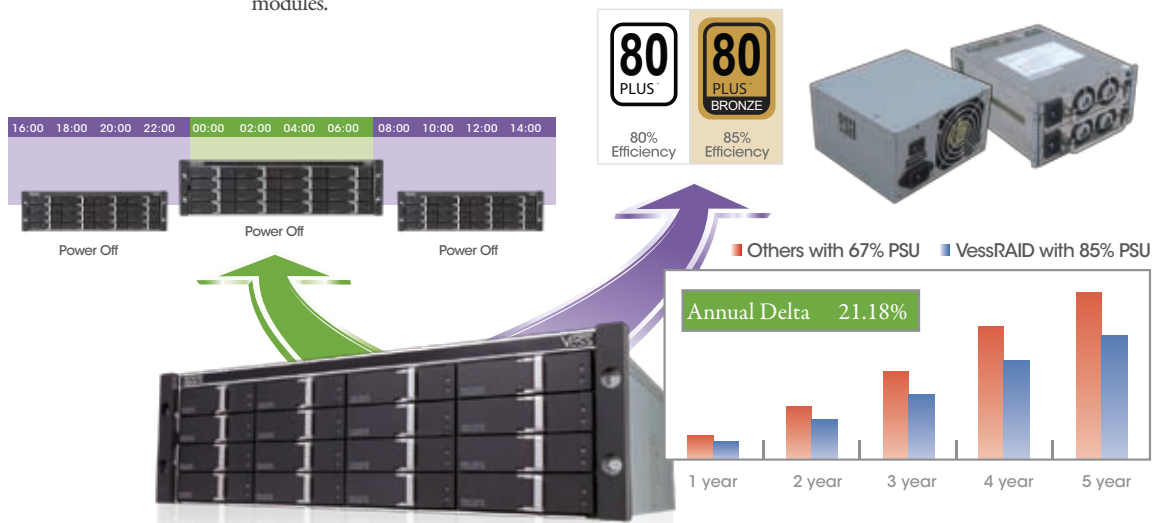 modules.
80
PLUS
80
PLUS
BRONZE
80%
Efficiency
85%
Efficiency
16:00 18:00 20:00 22:00 00:00 02:00 04:00 06:00 08:00 10:00 12:00 14:00
Power Off
Power Off
Power Off
Others with 67% PSU
VessRAID with 85% PSU
Annual Delta 21.18%
1 year
2 year
3 year
4 year
5 year